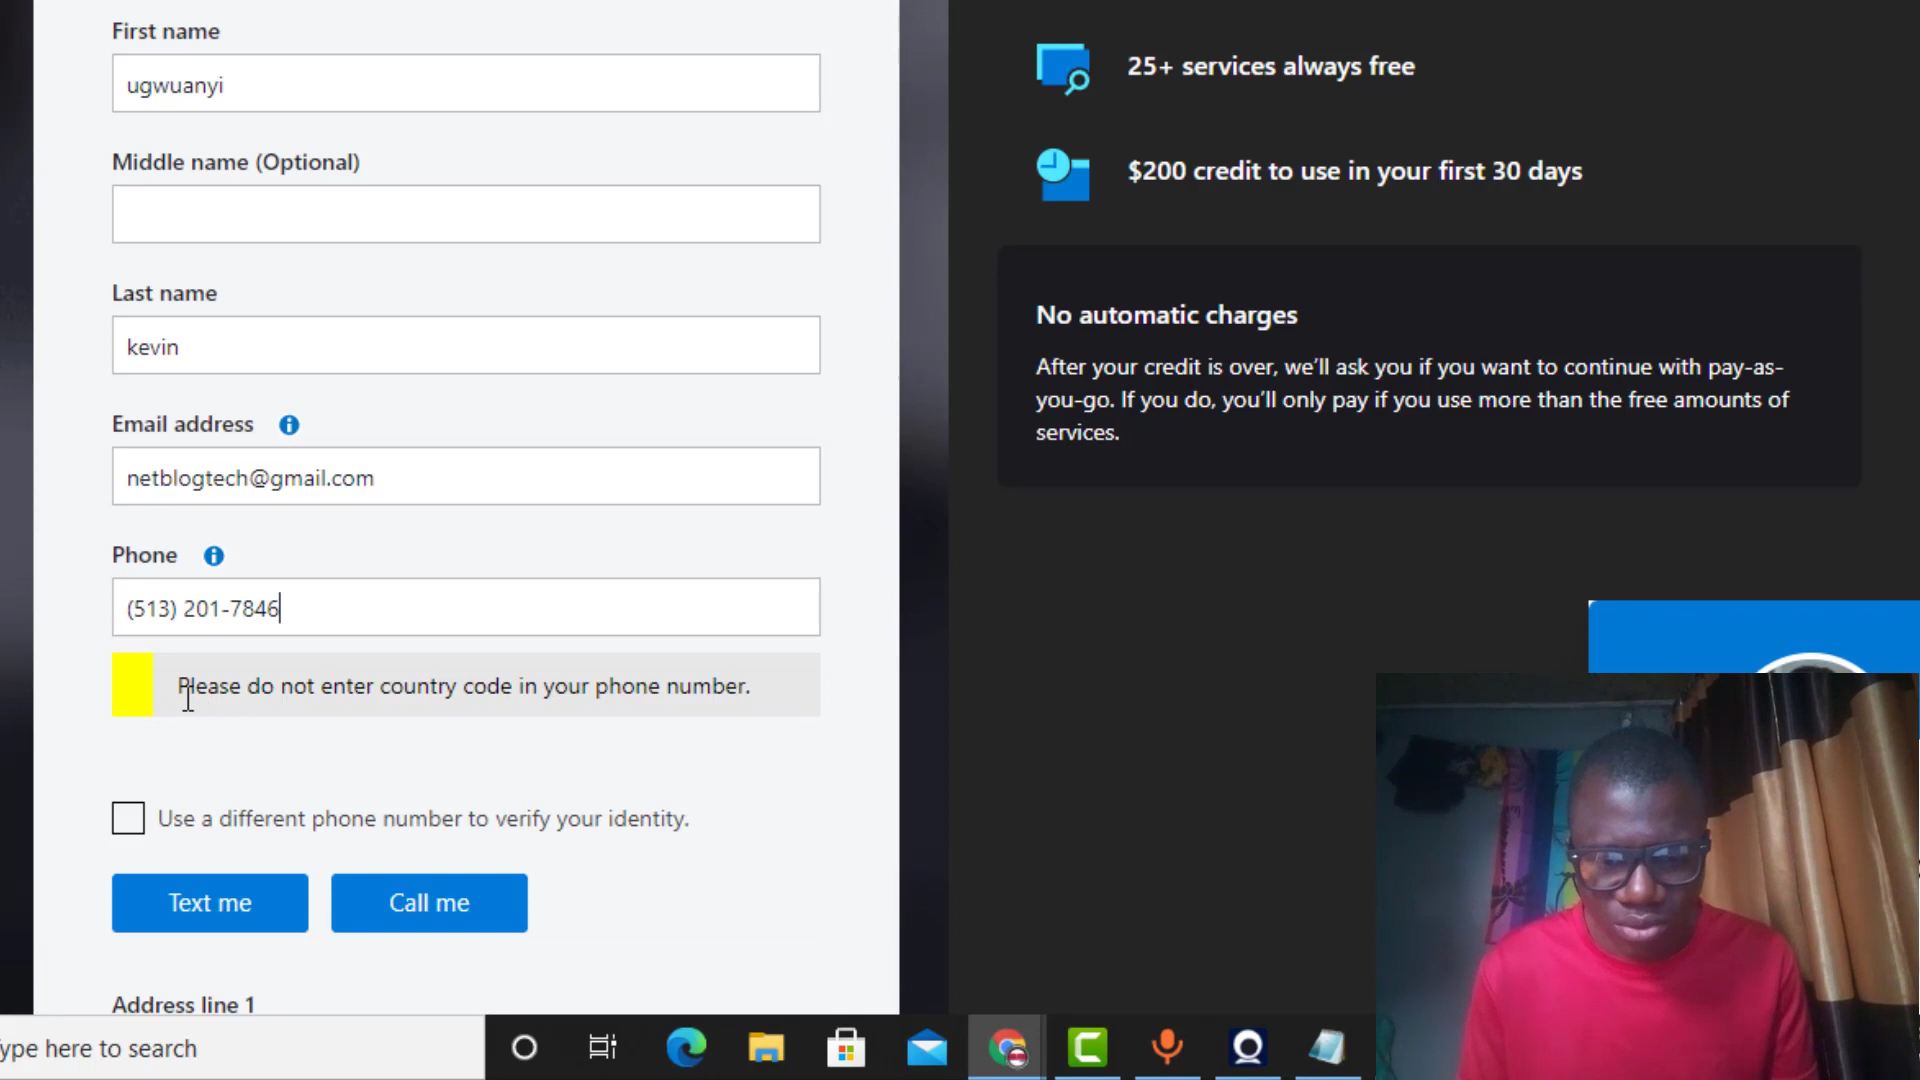 First name
ugwuanyi
Middle name (Optional)
Last name
kevin
Email address
netblogtech@gmail.com
Phone
(513) 201-7846
Please do not enter country code in your phone number.
Use a different phone number to verify your identity.
Text me
Call me
Address line 1
25+ services always free
$200 credit to use in your first 30 days
No automatic charges
After your credit is over, we'll ask you if you want to continue with pay-as-
you-go. If you do, you'll only pay if you use more than the free amounts of
services.
ype here to search